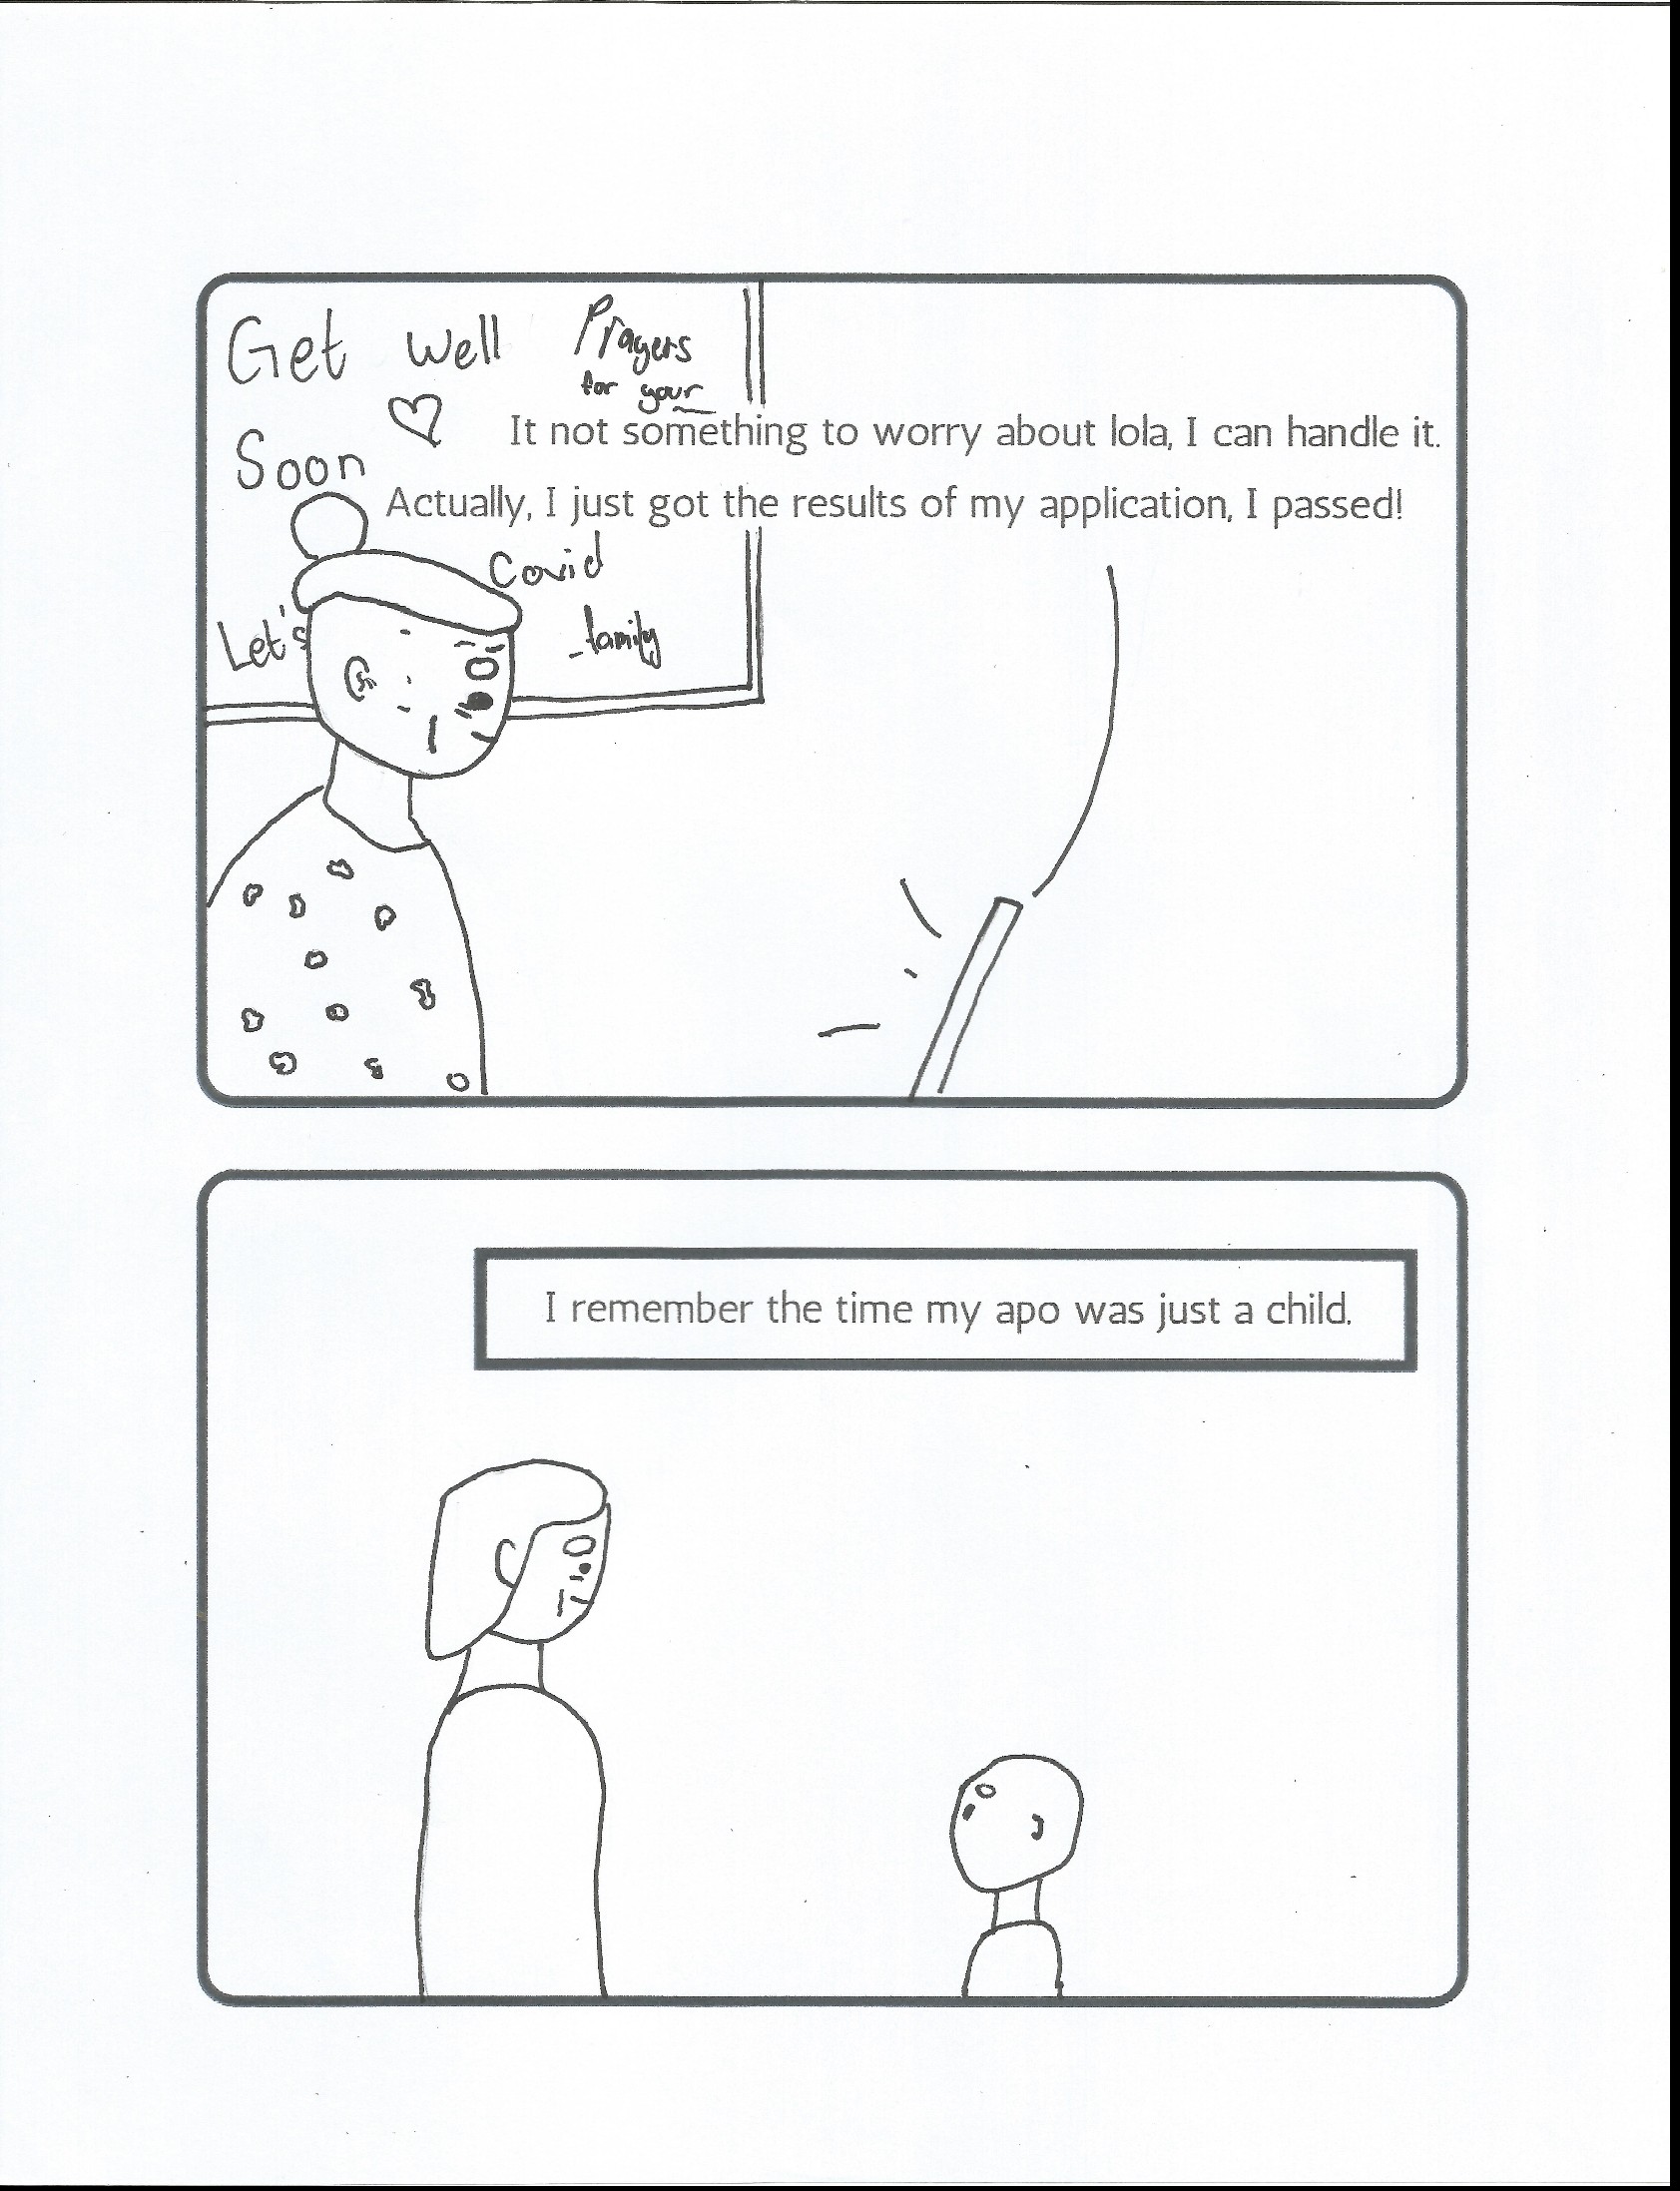 Get well
Prayers
for your
Soon
It not something to worry about lola, I can handle it.
Actually, I just got the results of my application, I passed!
Covid
Let's
family
I remember the time my apo was just a child.